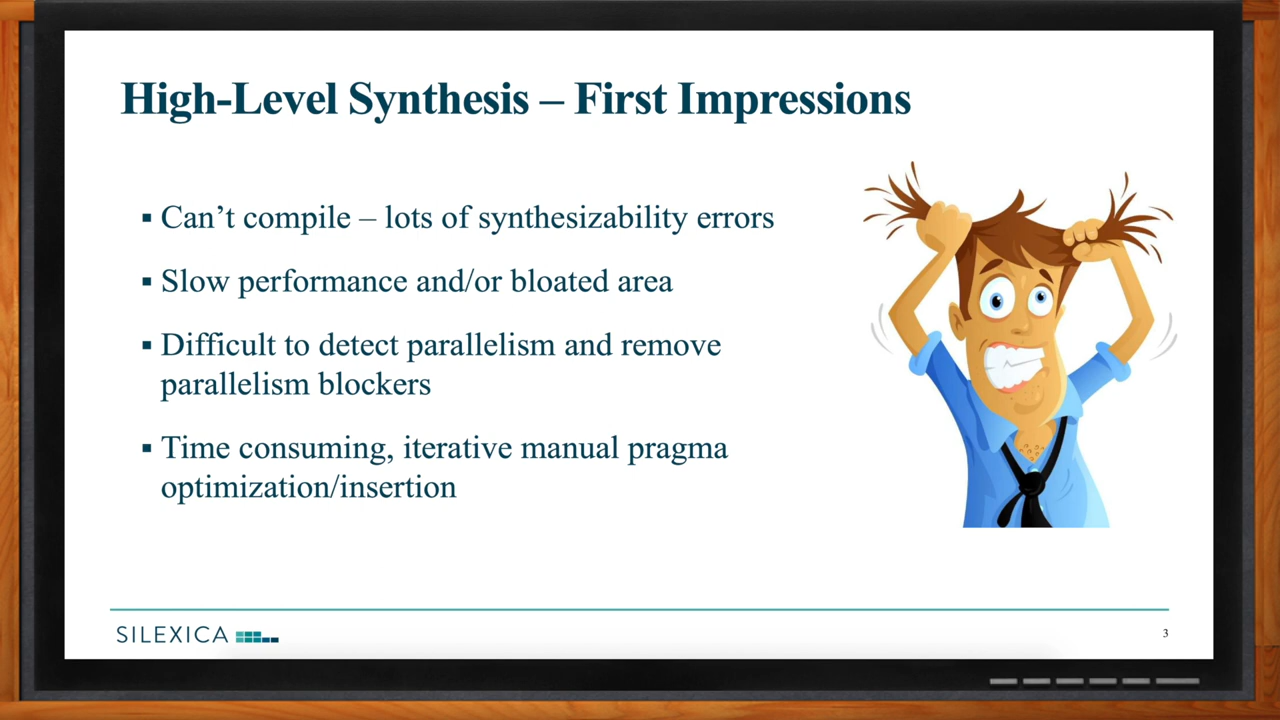 High-Level Synthesis – First Impressions
▪ Can’t compile – lots of synthesizability errors
▪ Slow performance and/or bloated area
▪ Difficult to detect parallelism and remove
parallelism blockers
▪ Time consuming, iterative manual pragma
optimization/insertion
SILEXICA
3